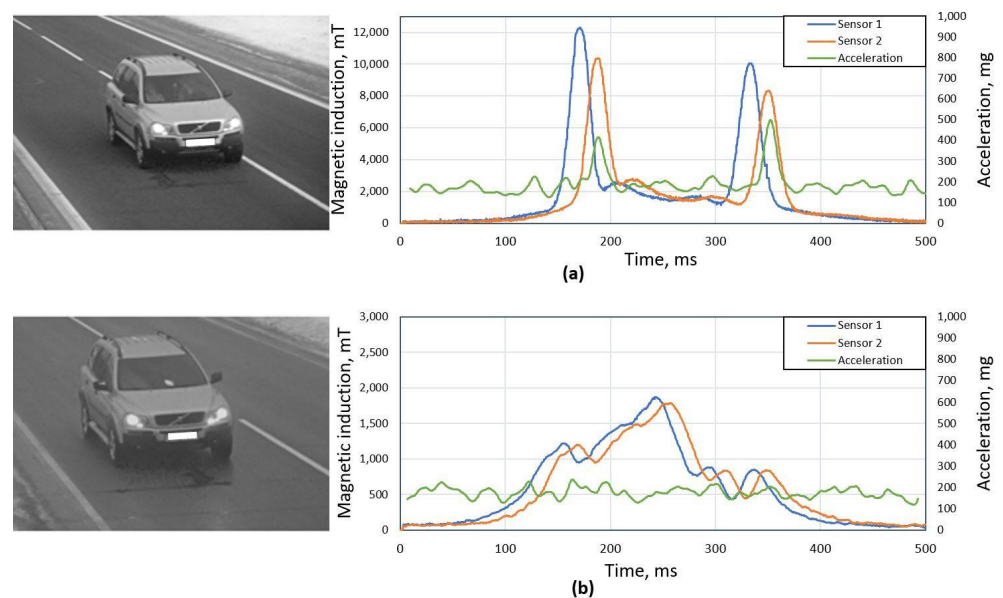 Magnetic induction, mT
12,000
10,000
8,000
6,000
4,000
2,000
0
1,000
900
800
700
600
500
400
300
200
100
0
Acceleration, mg
Sensor 1
Sensor 2
Acceleration
0 100 200 300 400 500
Time, ms
(a)
Magnetic induction, mT
3,000
2,500
2,000
1,500
1,000
500
0
1,000
900
800
700
600
500
400
300
200
100
0
Acceleration, mg
Sensor 1
Sensor 2
Acceleration
0 100 200 300 400 500
Time, ms
(b)